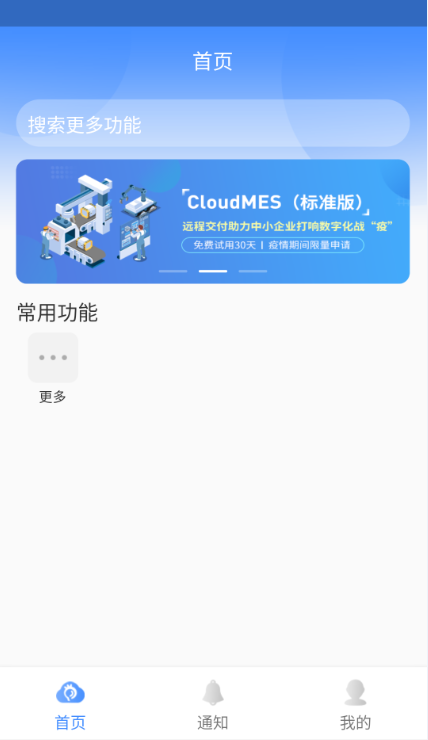 首页
搜索更多功能
CloudMES（标准版）
远程交付助力中小企业打响数字化战“疫”
免费试用30天 | 疫情期间限量申请
常用功能
更多
首页
通知
我的